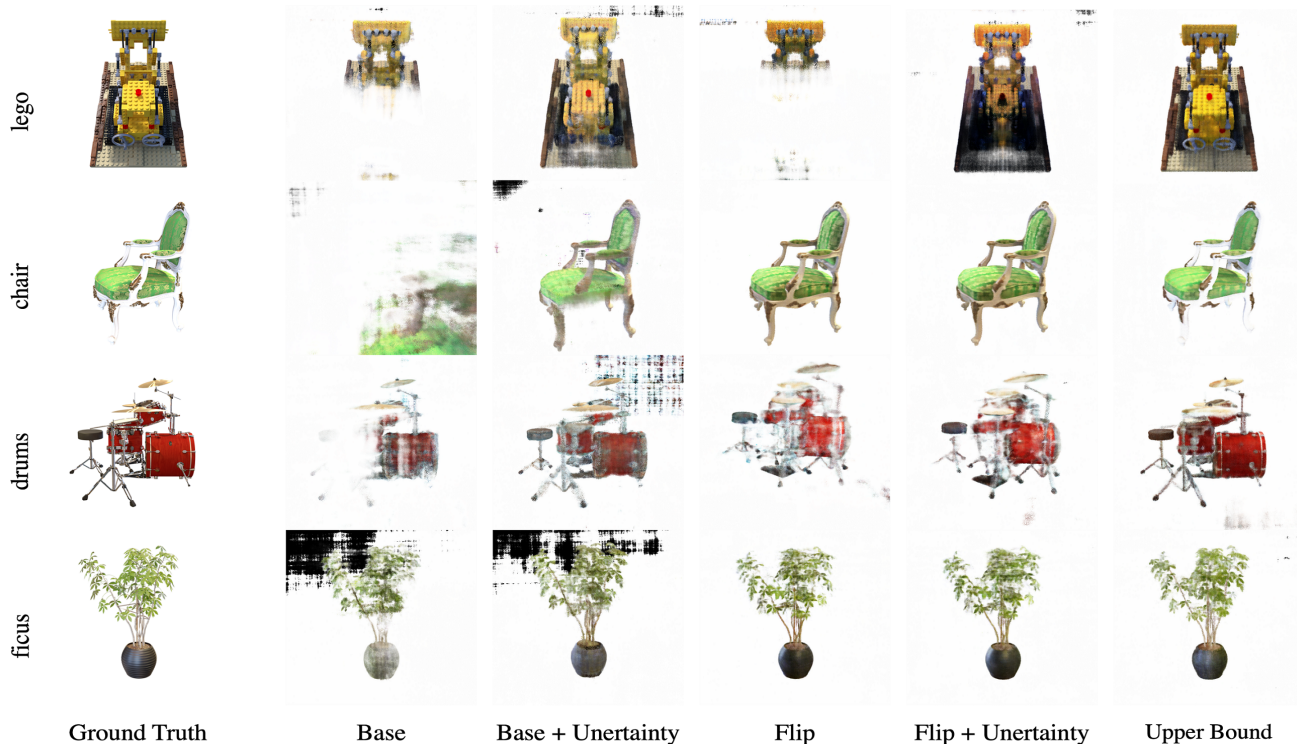 lego
chair
drums
ficus
Ground Truth
Base
Base + Unertainty
Flip
Flip + Unertainty
Upper Bound